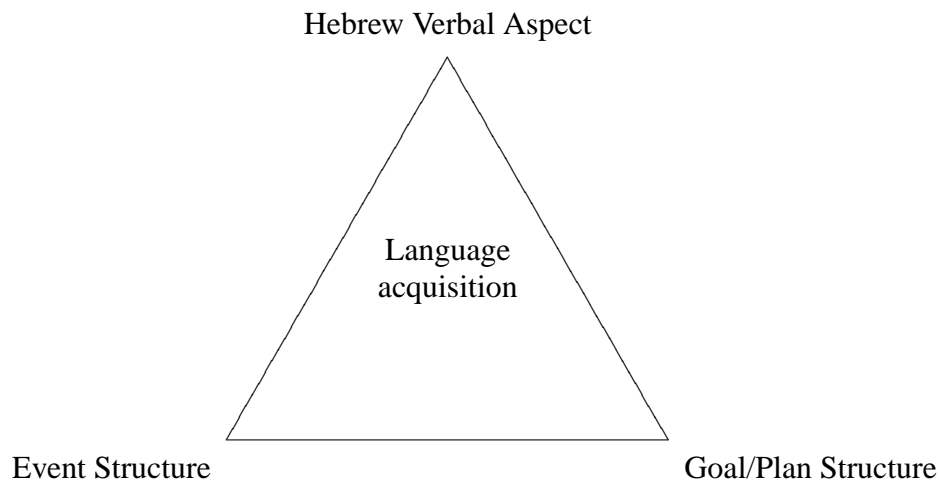 Hebrew Verbal Aspect
Language
acquisition
Event Structure
Goal/Plan Structure